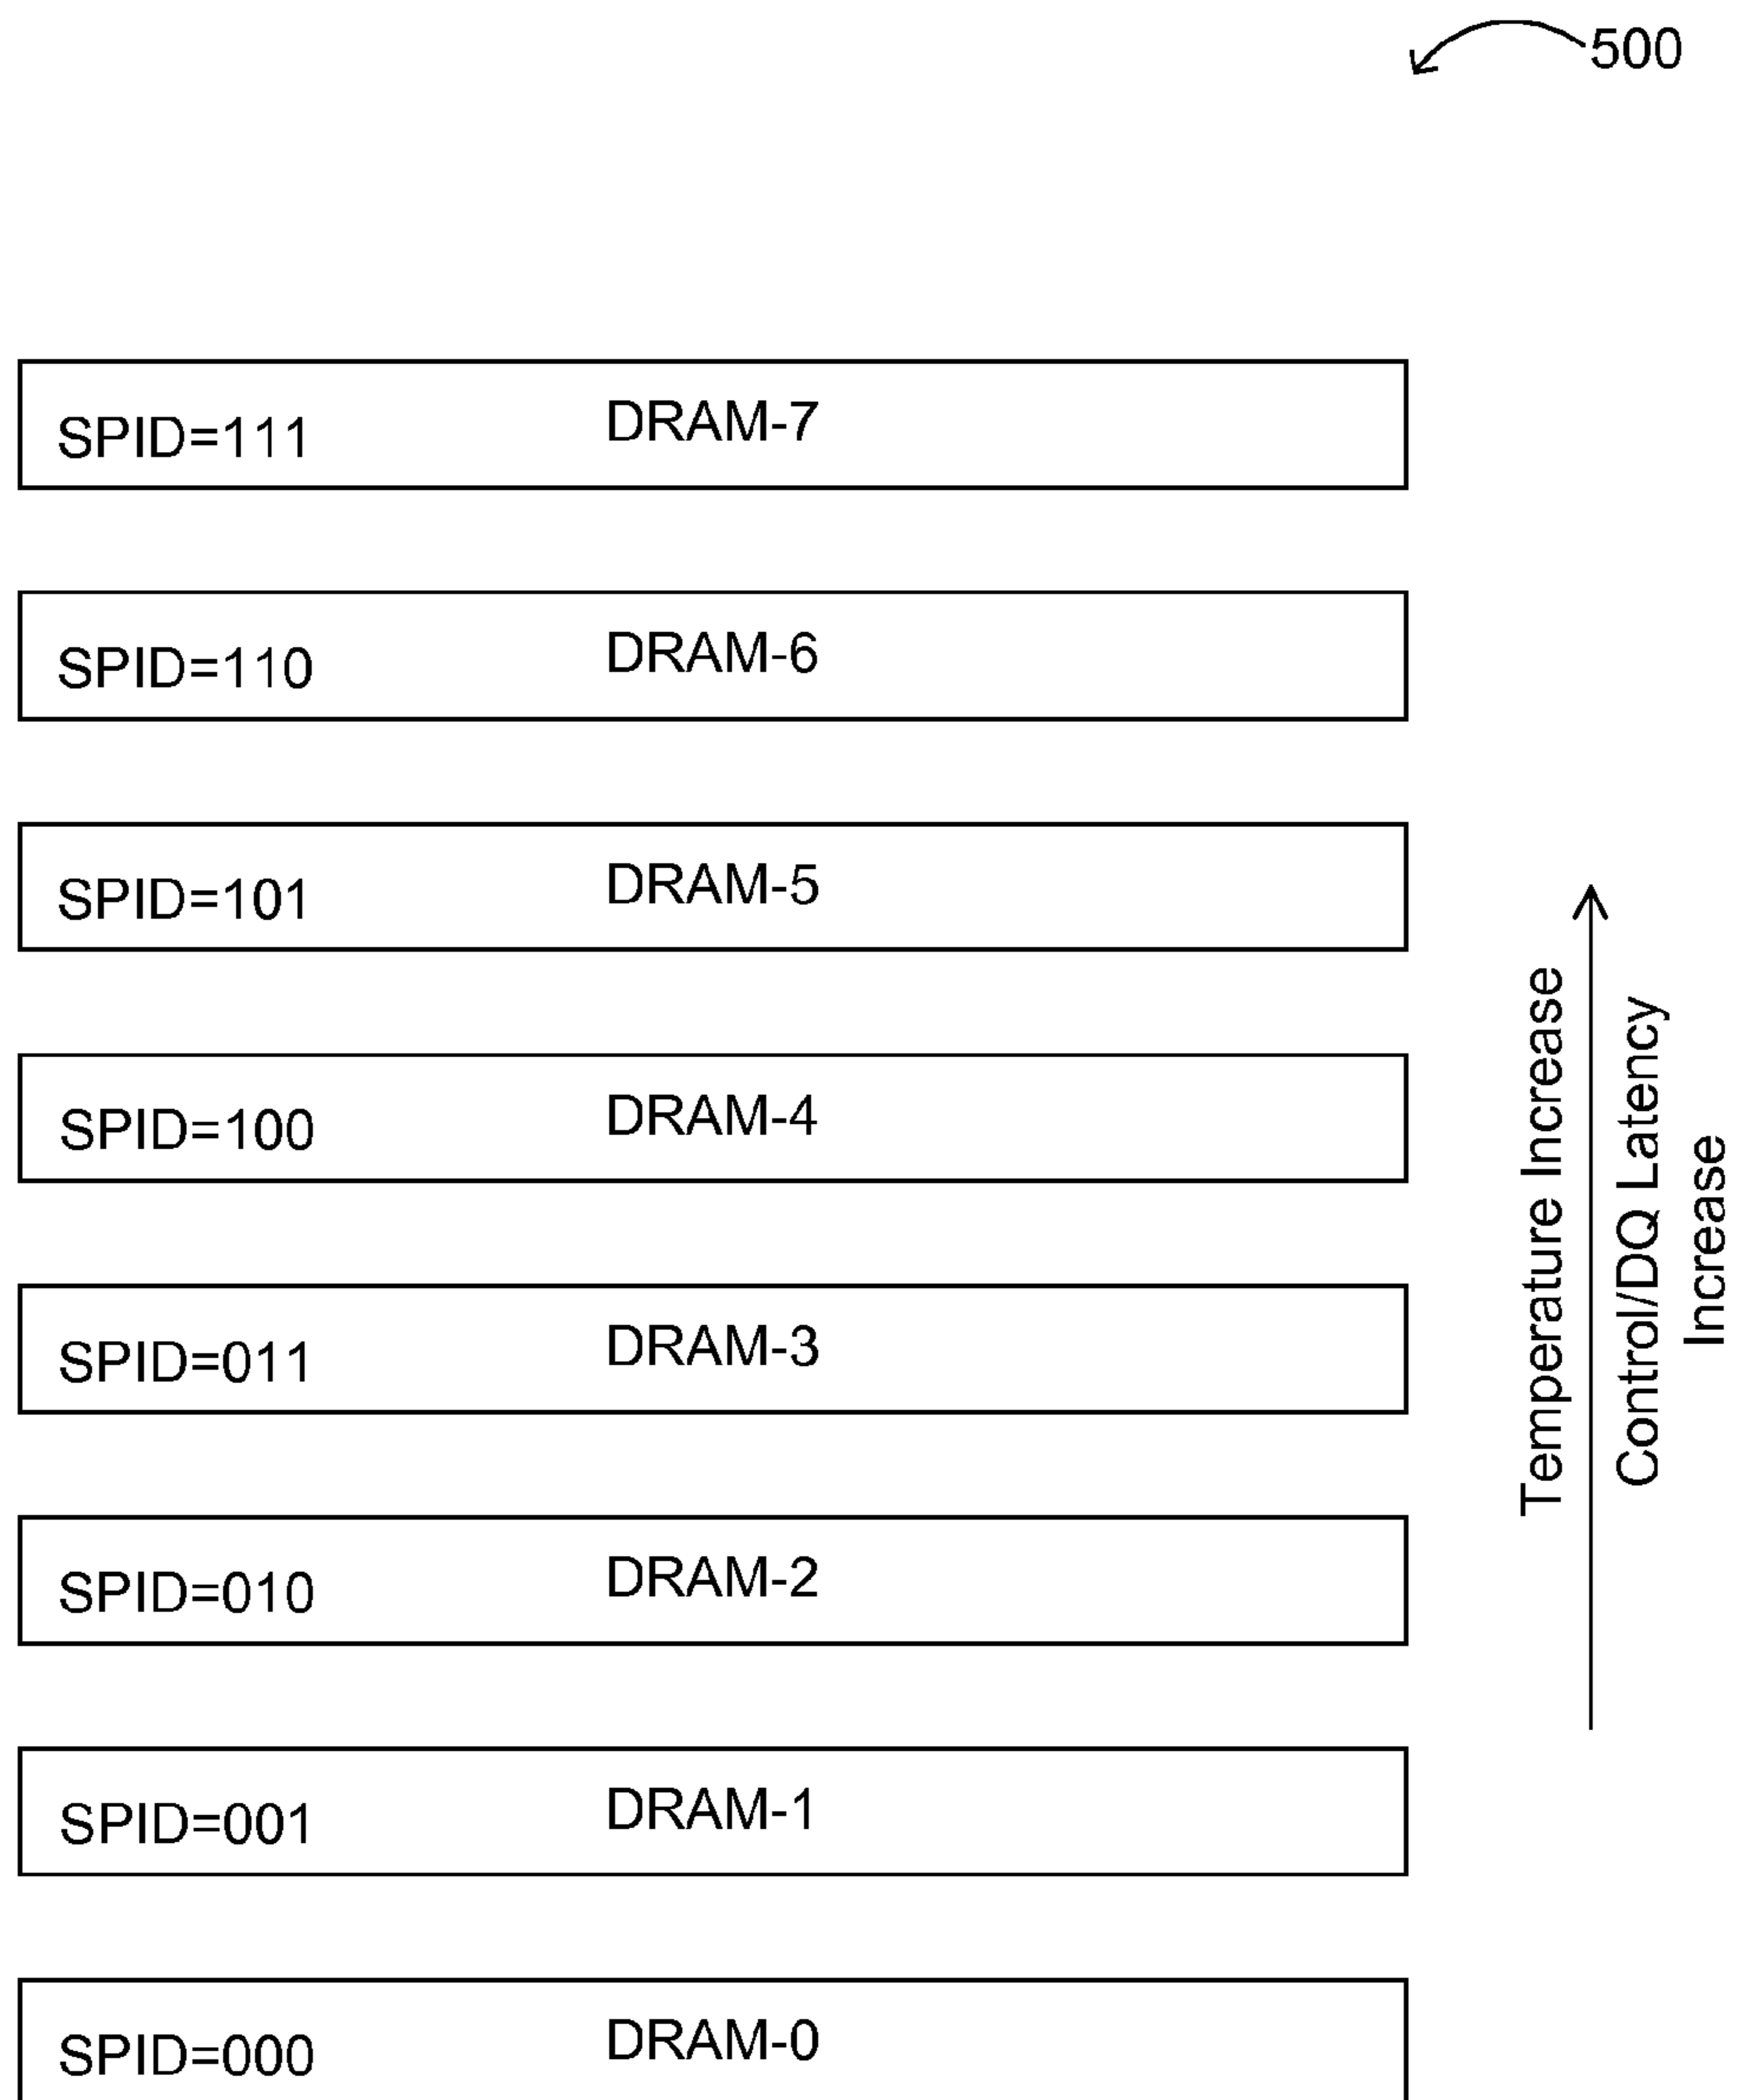 500
SPID=111 DRAM-7
SPID=110 DRAM-6
SPID=101 DRAM-5
SPID=100 DRAM-4
SPID=011 DRAM-3
SPID=010 DRAM-2
SPID=001 DRAM-1
SPID=000 DRAM-0
Temperature Increase
Control/DQ Latency
Increase